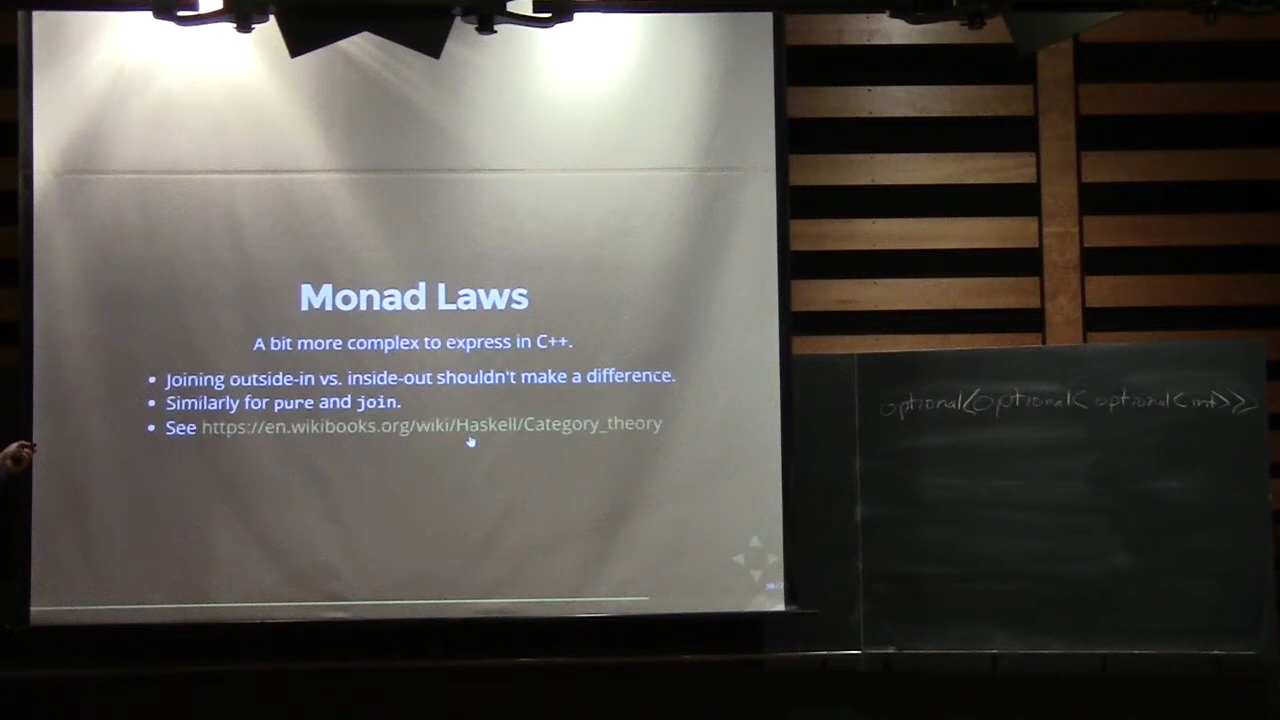 Monad Laws
A bit more complex to express in C++.
• Joining outside-in vs. inside-out shouldn't make a difference.
• Similarly for pure and join.
• See https://en.wikibooks.org/wiki/Haskell/Category_theory
optional<optional<optional<int>>>